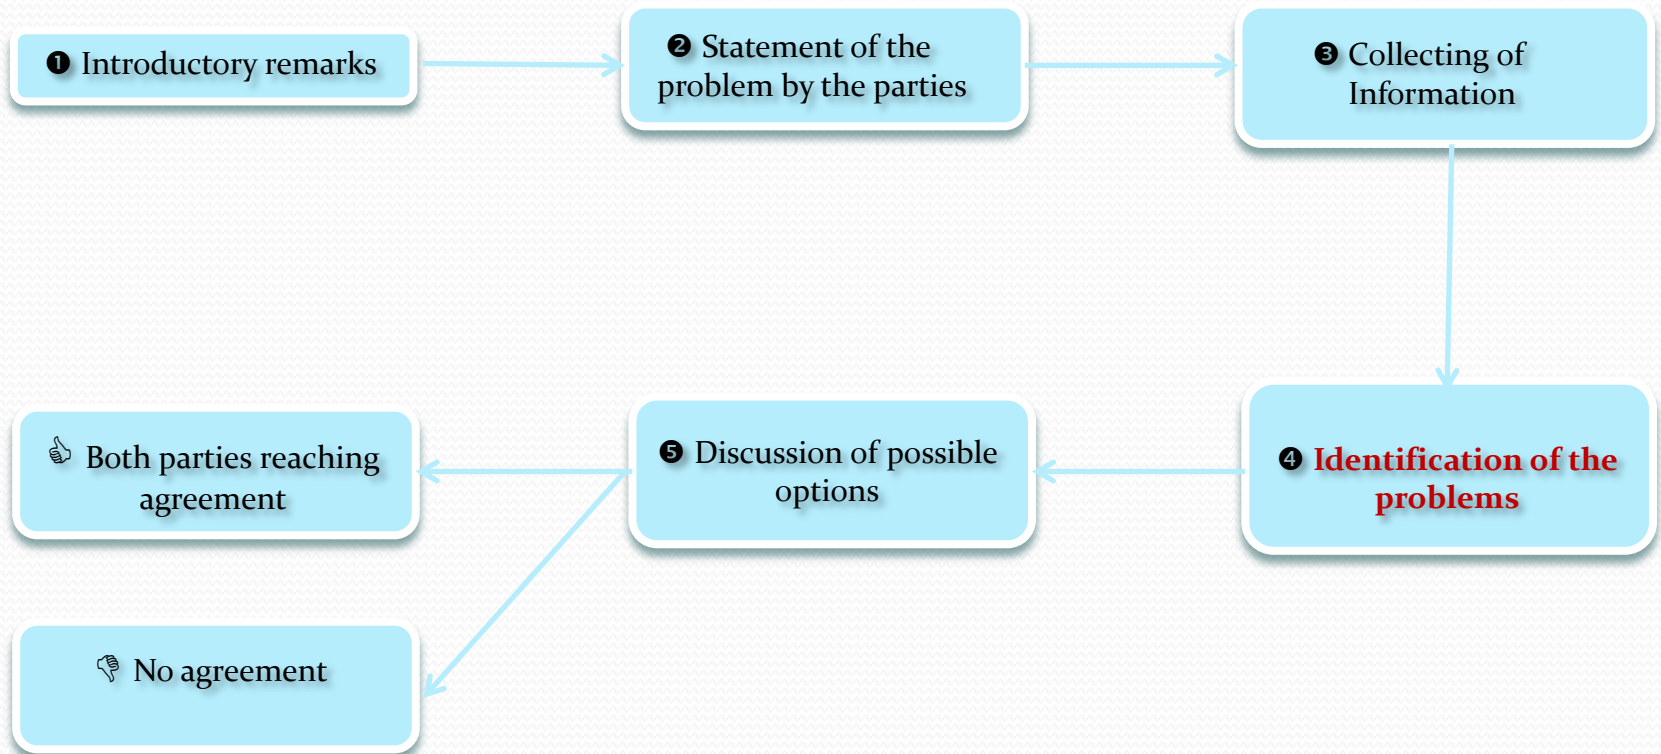 ❶ Introductory remarks
❷ Statement of the
problem by the parties
❸ Collecting of
Information
❹ Identification of the
problems
❺ Discussion of possible
options
👍 Both parties reaching
agreement
👎 No agreement